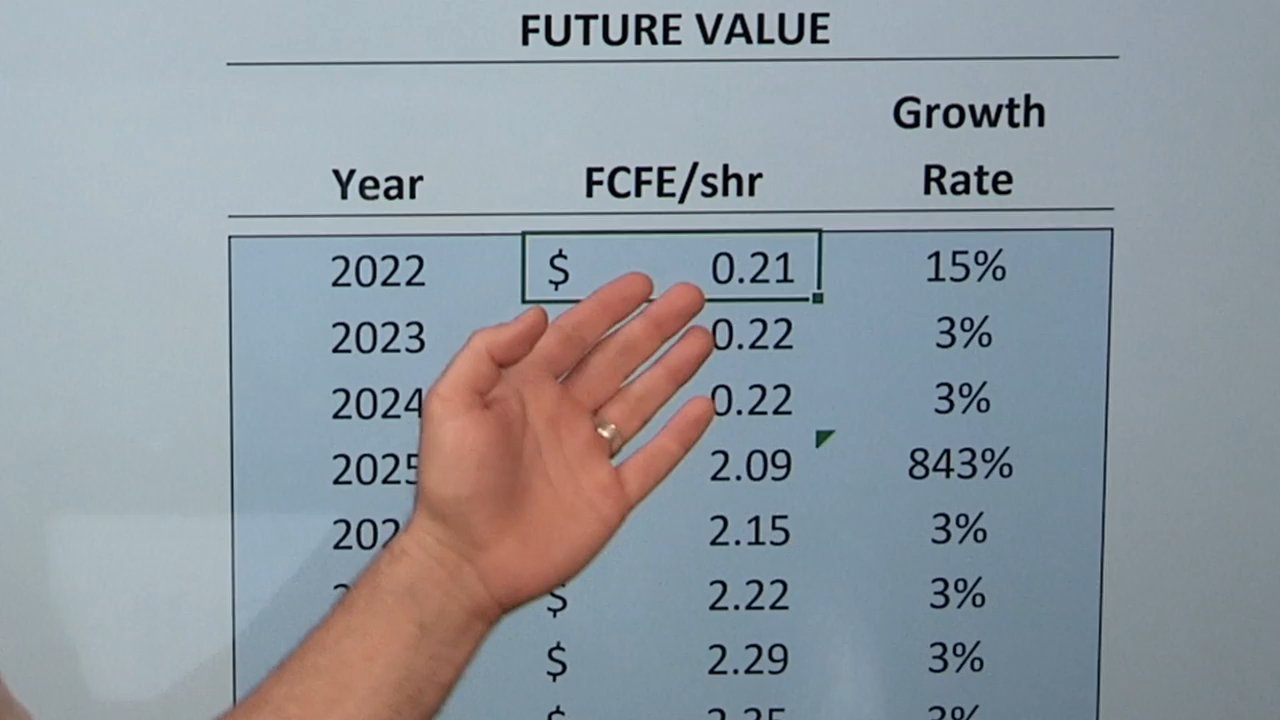 FUTURE VALUE
Growth
Year FCFE/shr Rate
2022 $ 0.21 15%
2023 0.22 3%
2024 0.22 3%
2025 2.09 843%
2.15 3%
$ 2.22 3%
$ 2.29 3%